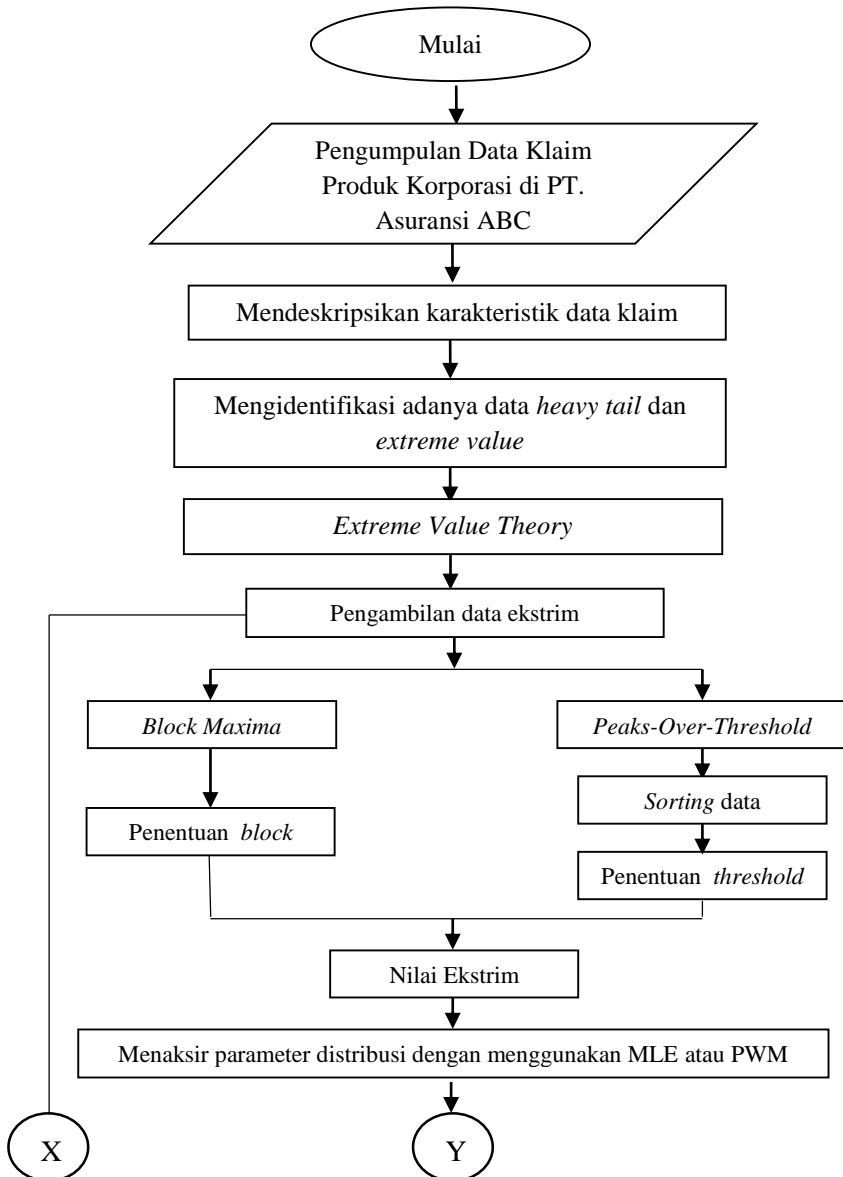 Mulai
Pengumpulan Data Klaim
Produk Korporasi di PT.
Asuransi ABC
Mendeskripsikan karakteristik data klaim
Mengidentifikasi adanya data heavy tail dan
extreme value
Extreme Value Theory
Pengambilan data ekstrim
Block Maxima
Peaks-Over-Threshold
Sorting data
Penentuan block
Penentuan threshold
Nilai Ekstrim
Menaksir parameter distribusi dengan menggunakan MLE atau PWM
X
Y